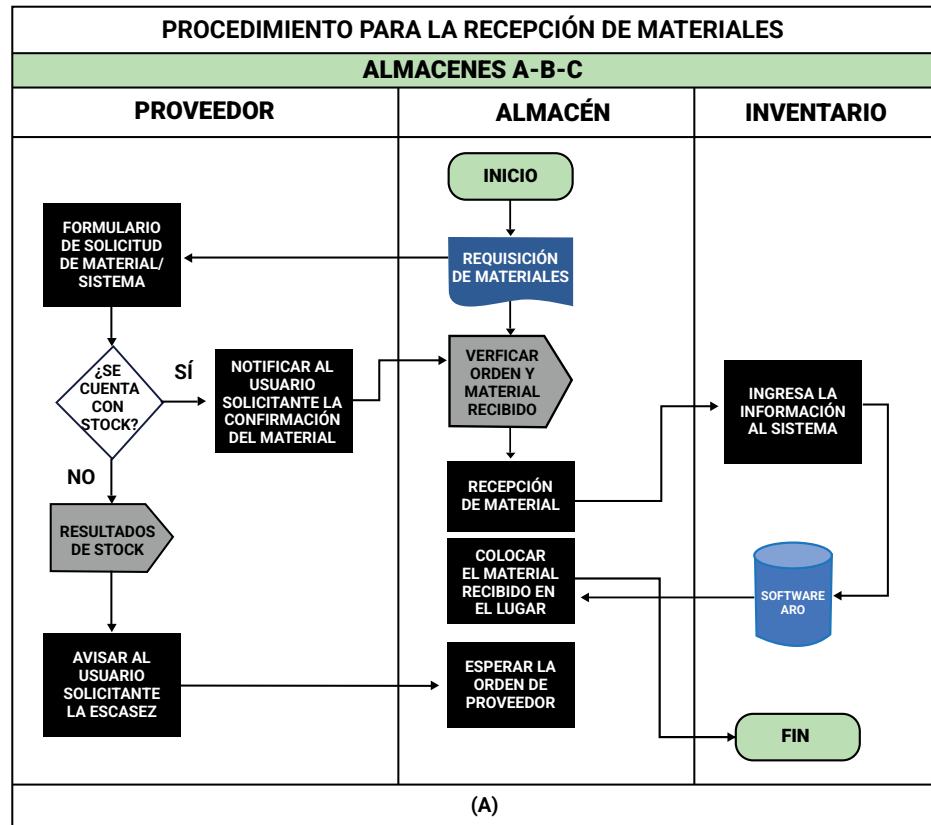 PROCEDIMIENTO PARA LA RECEPCIÓN DE MATERIALES
ALMACENES A-B-C
PROVEEDOR
ALMACÉN
INVENTARIO
INICIO
FORMULARIO
DE SOLICITUD
DE MATERIAL/
SISTEMA
REQUISICIÓN
DE MATERIALES
¿SE
CUENTA
CON
STOCK?
SÍ
NOTIFICAR AL
USUARIO
SOLICITANTE LA
CONFIRMACIÓN
DEL MATERIAL
VERFICAR
ORDEN Y
MATERIAL
RECIBIDO
INGRESA LA
INFORMACIÓN
AL SISTEMA
NO
RECEPCIÓN
DE MATERIAL
RESULTADOS
DE STOCK
COLOCAR
EL MATERIAL
RECIBIDO EN
EL LUGAR
SOFTWARE
ARO
AVISAR AL
USUARIO
SOLICITANTE
LA ESCASEZ
ESPERAR LA
ORDEN DE
PROVEEDOR
FIN
(A)